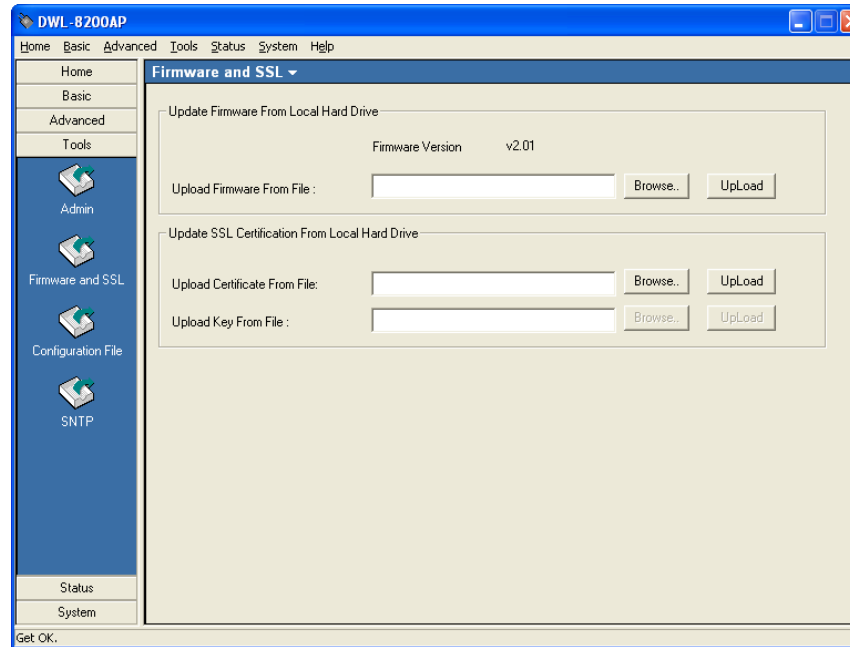 DWL-8200AP
Home Basic Advanced Tools Status System Help
Home
Basic
Advanced
Tools
Admin
Firmware and SSL
Configuration File
SNTP
Status
System
Firmware and SSL
Update Firmware From Local Hard Drive
Firmware Version v2.01
Upload Firmware From File : Browse.. UpLoad
Update SSL Certification From Local Hard Drive
Upload Certificate From File: Browse.. UpLoad
Upload Key From File : Browse.. UpLoad
Get OK.